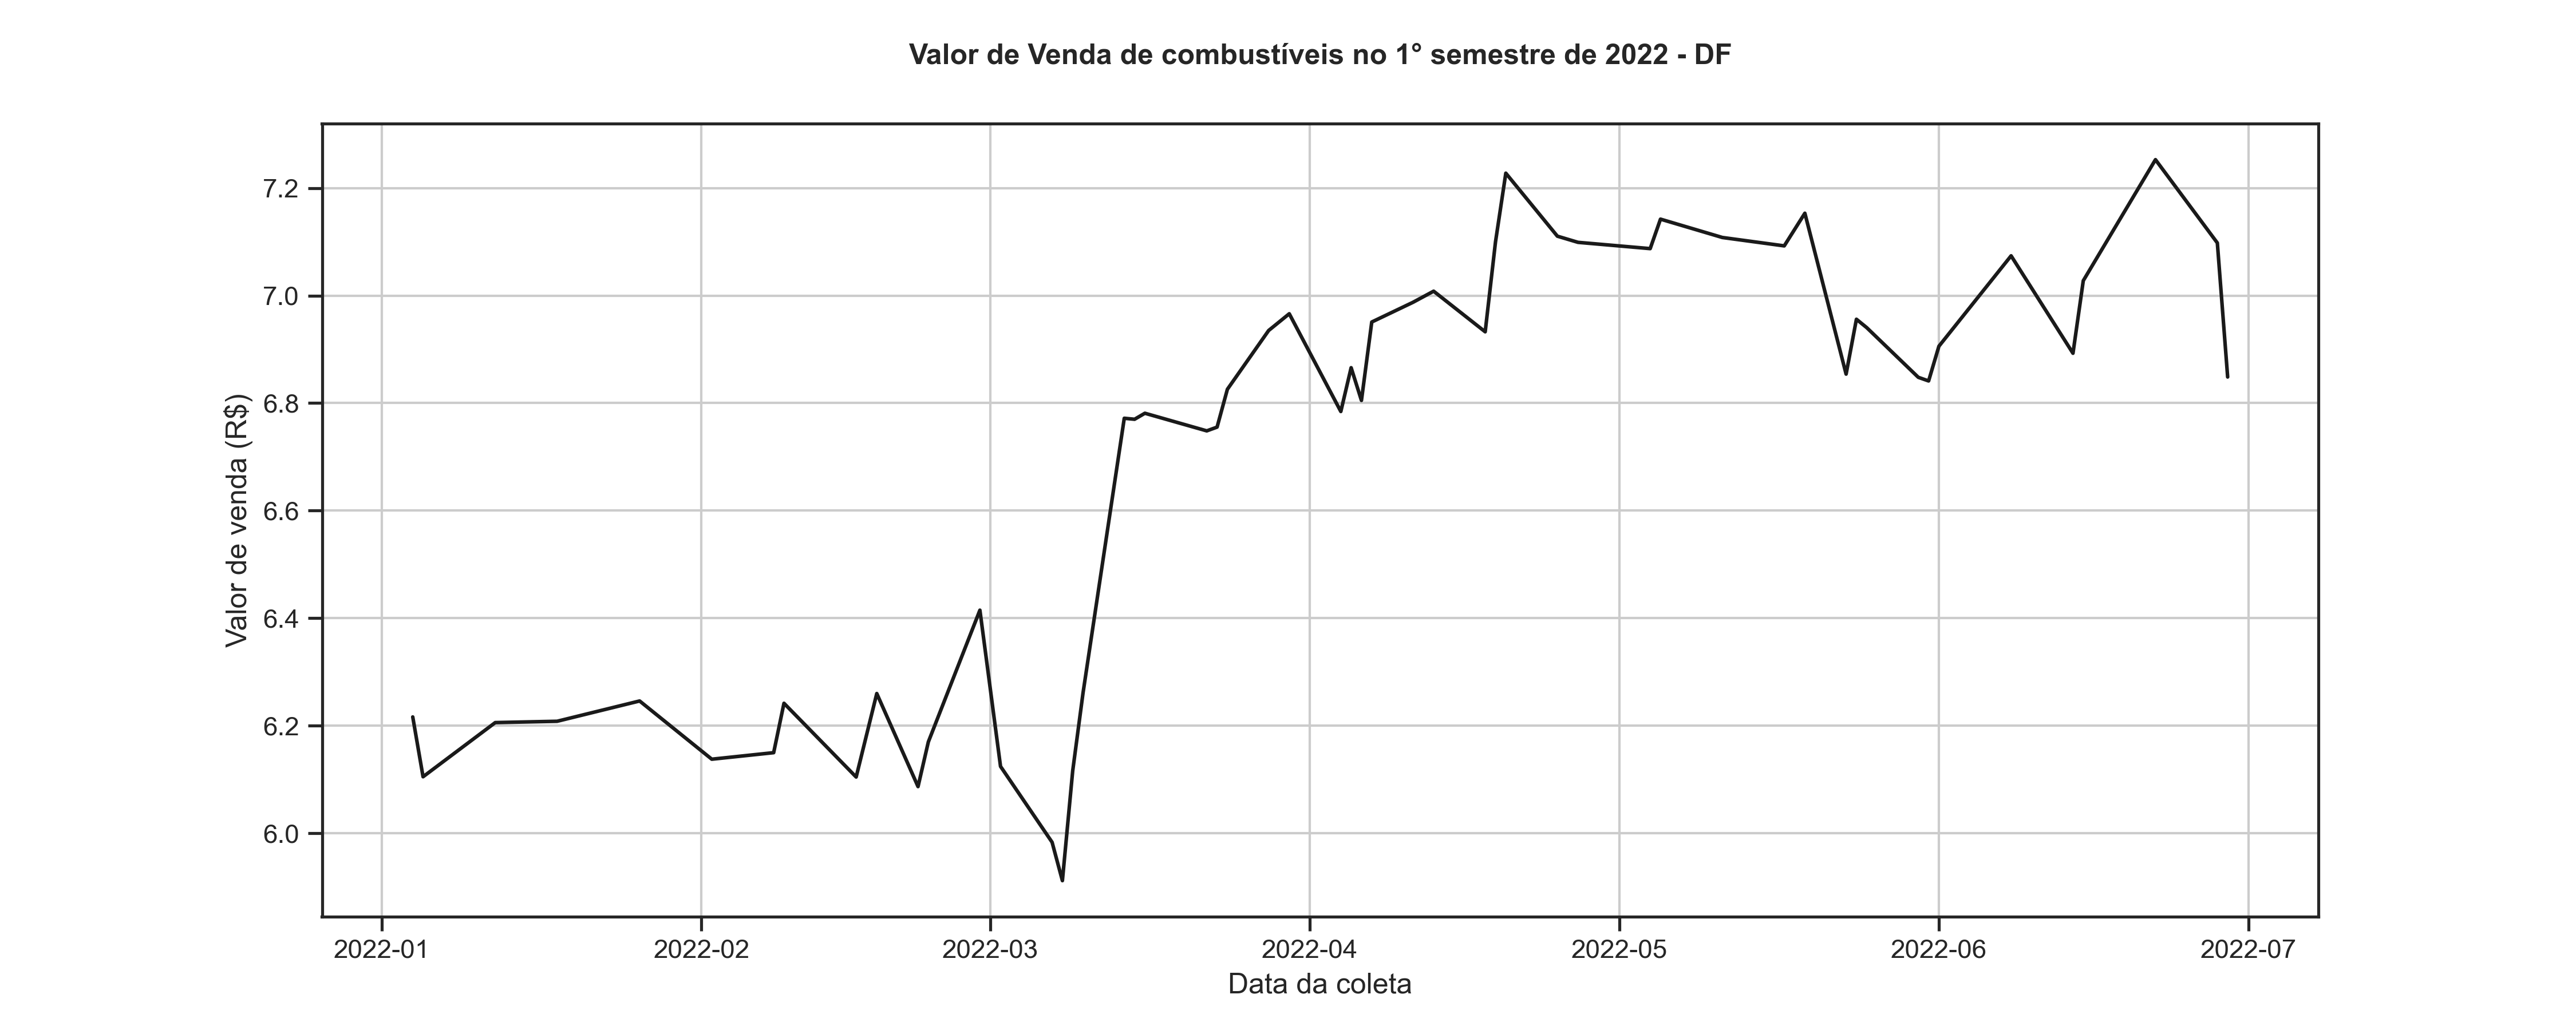 Valor de Venda de combustíveis no 1° semestre de 2022 - DF
Valor de venda (R$)
7.2
7.0
6.8
6.6
6.4
6.2
6.0
2022-01 2022-02 2022-03 2022-04 2022-05 2022-06 2022-07
Data da coleta